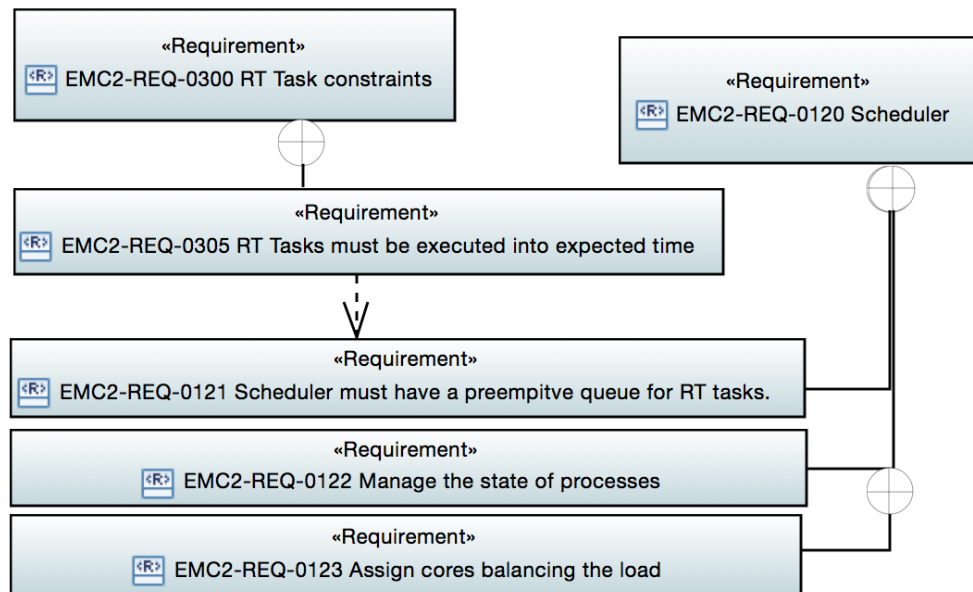 «Requirement»
<R> EMC2-REQ-0300 RT Task constraints
«Requirement»
<R> EMC2-REQ-0120 Scheduler
«Requirement»
<R> EMC2-REQ-0305 RT Tasks must be executed into expected time
«Requirement»
<R> EMC2-REQ-0121 Scheduler must have a preempitve queue for RT tasks.
«Requirement»
<R> EMC2-REQ-0122 Manage the state of processes
«Requirement»
<R> EMC2-REQ-0123 Assign cores balancing the load